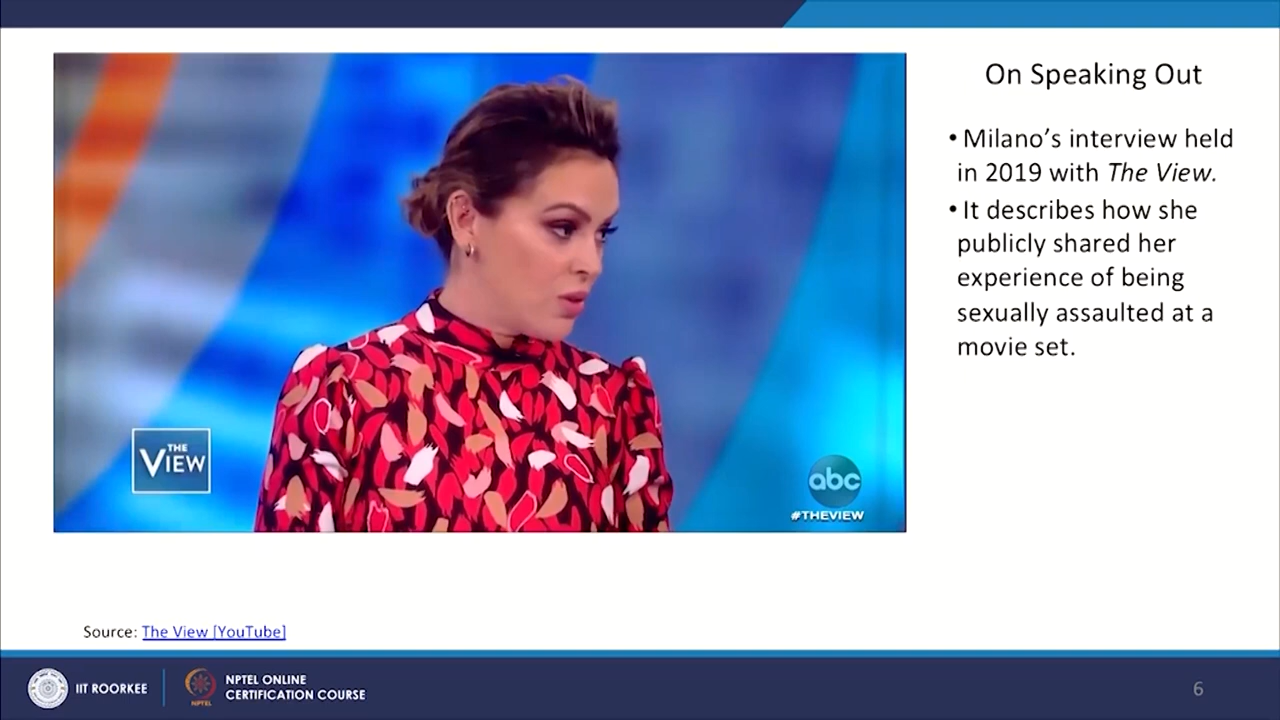 On Speaking Out
• Milano's interview held
in 2019 with The View.
• It describes how she
publicly shared her
experience of being
sexually assaulted at a
movie set.
THE
VIEW
abc
#THEVIEW
Source: The View [YouTube]
IIT ROORKEE
NPTEL
NPTEL ONLINE
CERTIFICATION COURSE
6